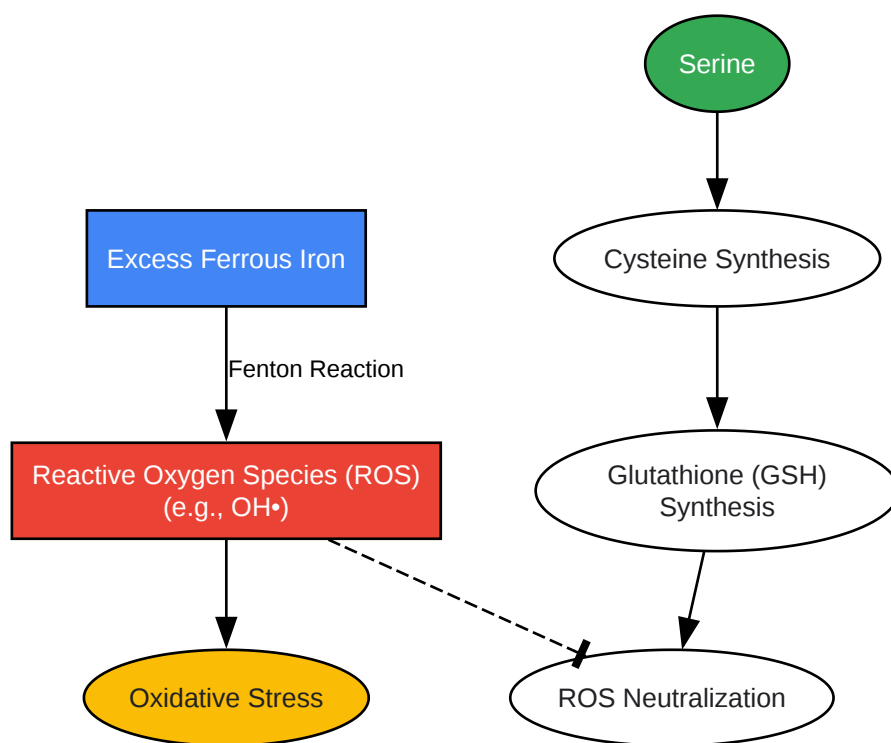 Serine
Excess Ferrous Iron
Cysteine Synthesis
Fenton Reaction
Reactive Oxygen Species (ROS)
(e.g., OH•)
Glutathione (GSH)
Synthesis
Oxidative Stress
ROS Neutralization